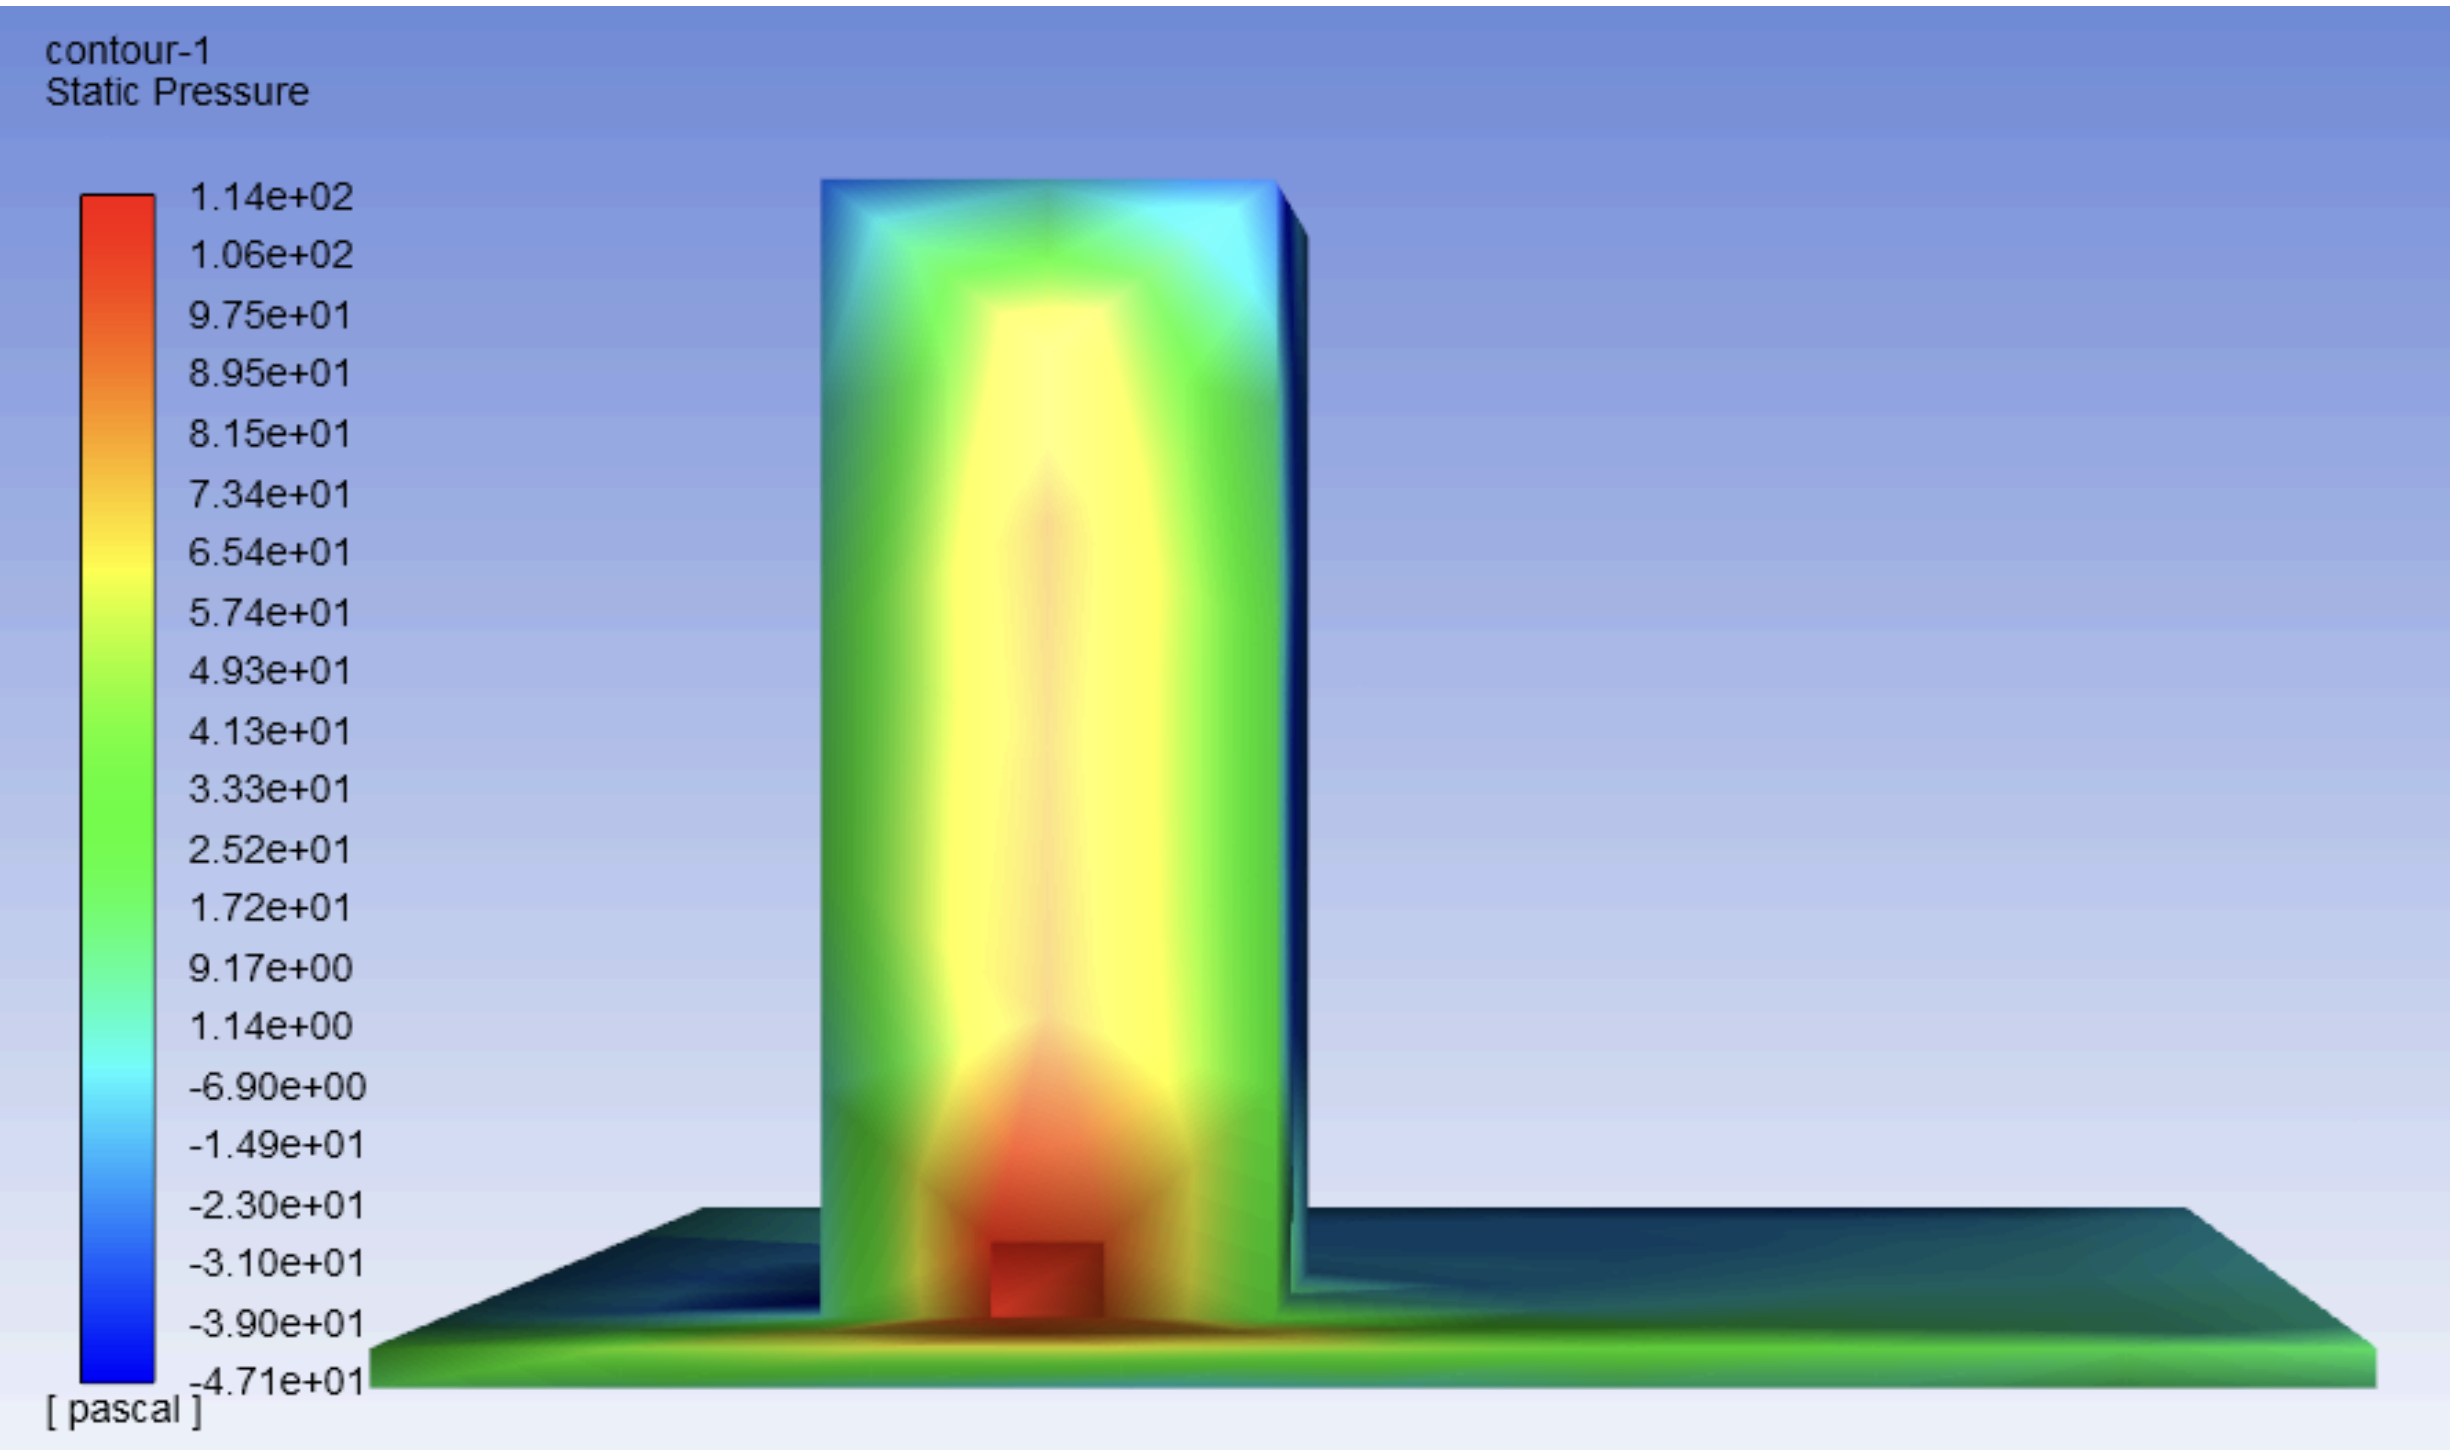 contour-1
Static Pressure
1.14e+02
1.06e+02
9.75e+01
8.95e+01
8.15e+01
7.34e+01
6.54e+01
5.74e+01
4.93e+01
4.13e+01
3.33e+01
2.52e+01
1.72e+01
9.17e+00
1.14e+00
-6.90e+00
-1.49e+01
-2.30e+01
-3.10e+01
-3.90e+01
-4.71e+01
[ pascal ]